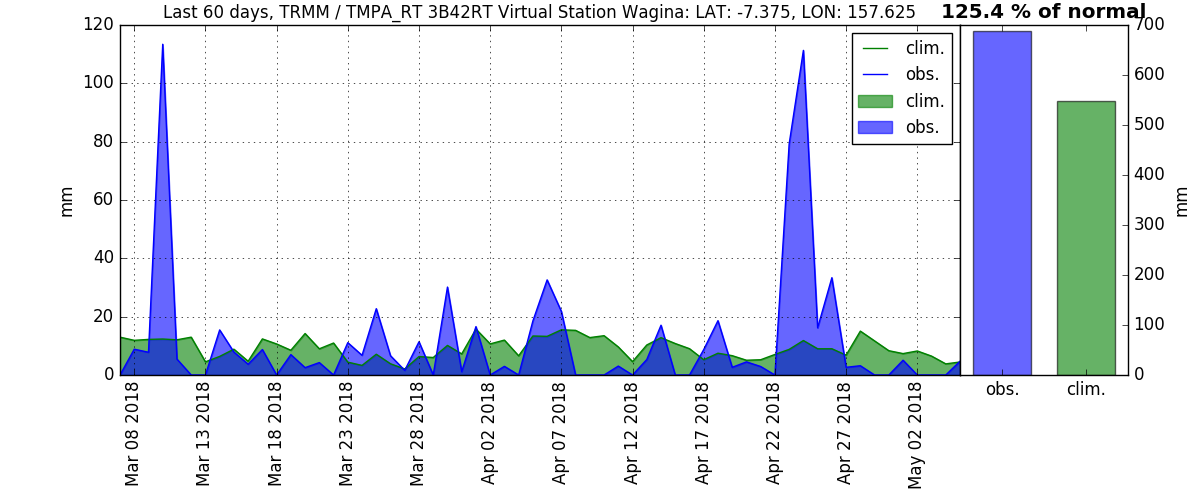 Last 60 days, TRMM / TMPA_RT 3B42RT Virtual Station Wagina: LAT: -7.375, LON: 157.625
125.4 % of normal
120
100
80
60
40
20
0
mm
clim.
obs.
clim.
obs.
Mar 08 2018
Mar 13 2018
Mar 18 2018
Mar 23 2018
Mar 28 2018
Apr 02 2018
Apr 07 2018
Apr 12 2018
Apr 17 2018
Apr 22 2018
Apr 27 2018
May 02 2018
700
600
500
400
300
200
100
0
mm
obs.
clim.